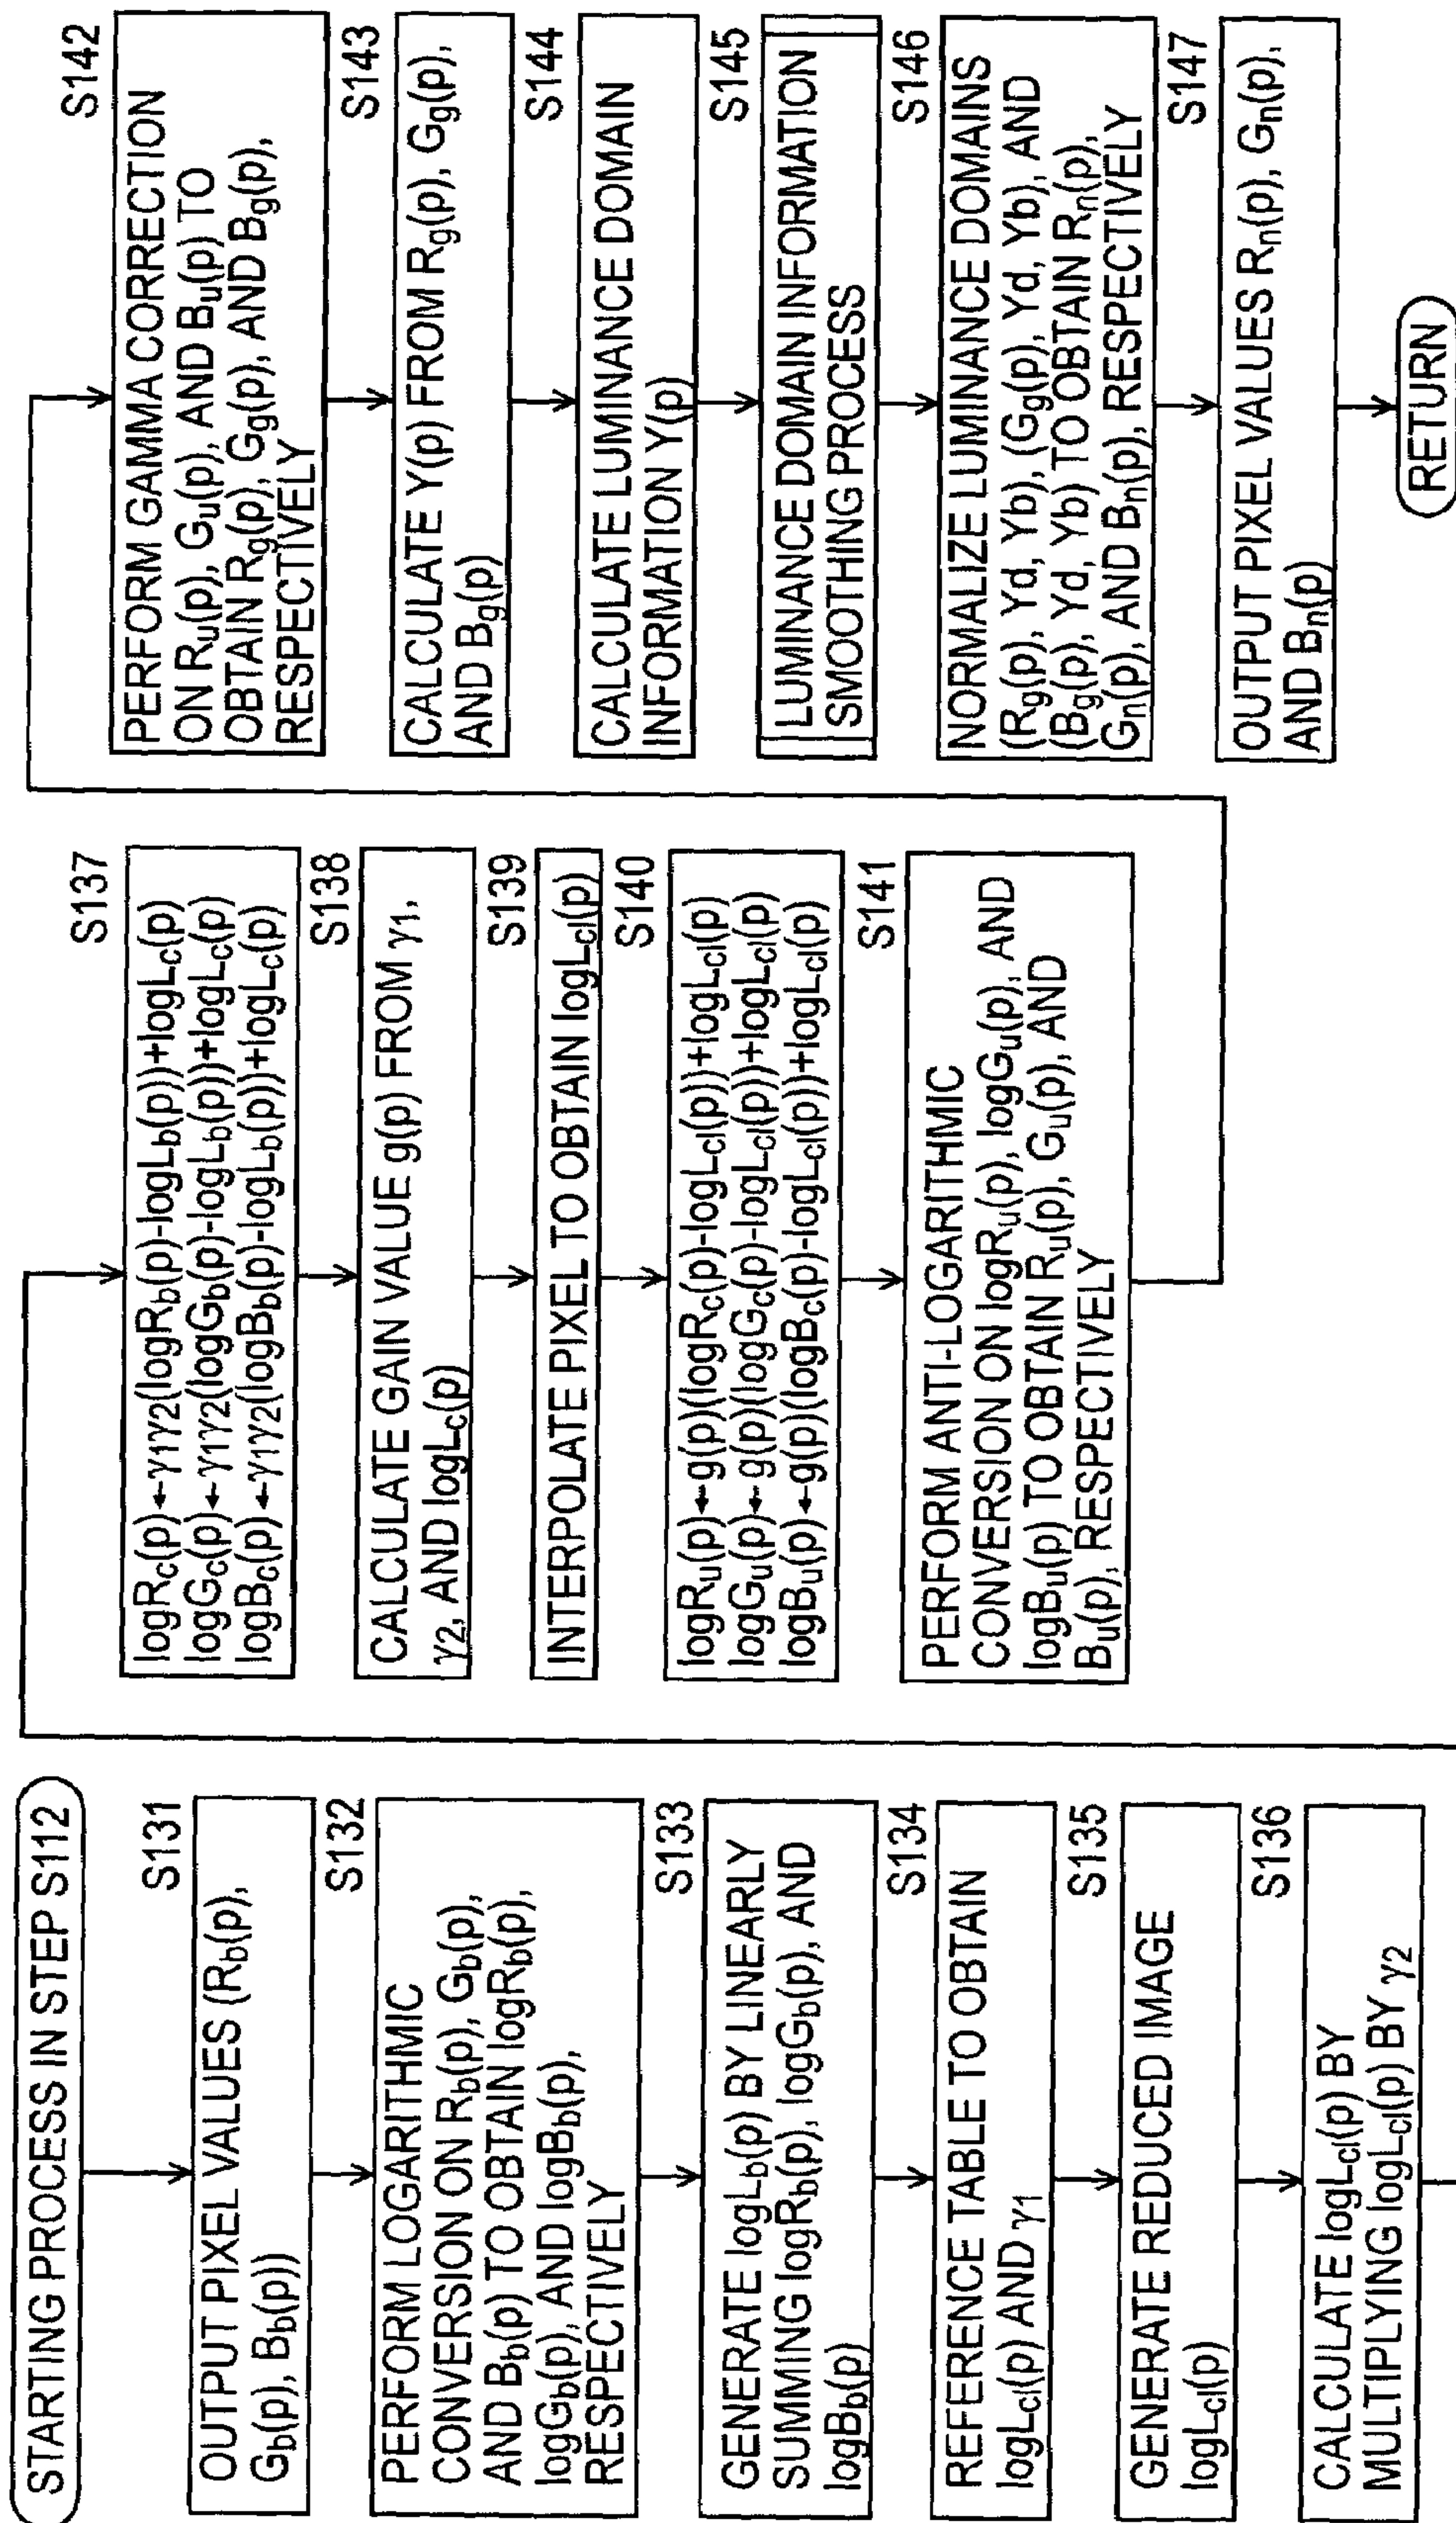 STARTING PROCESS IN STEP S112
S131
OUTPUT PIXEL VALUES (Rb(p),
Gb(p), Bb(p))
S132
PERFORM LOGARITHMIC
CONVERSION ON Rb(p), Gb(p),
AND Bb(p) TO OBTAIN logRb(p),
logGb(p), AND logBb(p),
RESPECTIVELY
S133
GENERATE logLb(p) BY LINEARLY
SUMMING logRb(p), logGb(p), AND
logBb(p)
S134
REFERENCE TABLE TO OBTAIN
logLcl(p) AND γ1
S135
GENERATE REDUCED IMAGE
logLcl(p)
S136
CALCULATE logLcl(p) BY
MULTIPLYING logLcl(p) BY γ2
S137
logRc(p)←γ1γ2(logRb(p)-logLb(p))+logLc(p)
logGc(p)←γ1γ2(logGb(p)-logLb(p))+logLc(p)
logBc(p)←γ1γ2(logBb(p)-logLb(p))+logLc(p)
S138
CALCULATE GAIN VALUE g(p) FROM γ1,
γ2, AND logLc(p)
S139
INTERPOLATE PIXEL TO OBTAIN logLcl(p)
S140
logRu(p)←g(p)(logRc(p)-logLcl(p))+logLcl(p)
logGu(p)←g(p)(logGc(p)-logLcl(p))+logLcl(p)
logBu(p)←g(p)(logBc(p)-logLcl(p))+logLcl(p)
S141
PERFORM ANTI-LOGARITHMIC
CONVERSION ON logRu(p), logGu(p), AND
logBu(p) TO OBTAIN Ru(p), Gu(p), AND
Bu(p), RESPECTIVELY
S142
PERFORM GAMMA CORRECTION
ON Ru(p), Gu(p), AND Bu(p) TO
OBTAIN Rg(p), Gg(p), AND Bg(p),
RESPECTIVELY
S143
CALCULATE Y(p) FROM Rg(p), Gg(p),
AND Bg(p)
S144
CALCULATE LUMINANCE DOMAIN
INFORMATION Y(p)
S145
LUMINANCE DOMAIN INFORMATION
SMOOTHING PROCESS
S146
NORMALIZE LUMINANCE DOMAINS
(Rg(p), Yd, Yb), (Gg(p), Yd, Yb), AND
(Bg(p), Yd, Yb) TO OBTAIN Rn(p),
Gn(p), AND Bn(p), RESPECTIVELY
S147
OUTPUT PIXEL VALUES Rn(p), Gn(p),
AND Bn(p)
RETURN